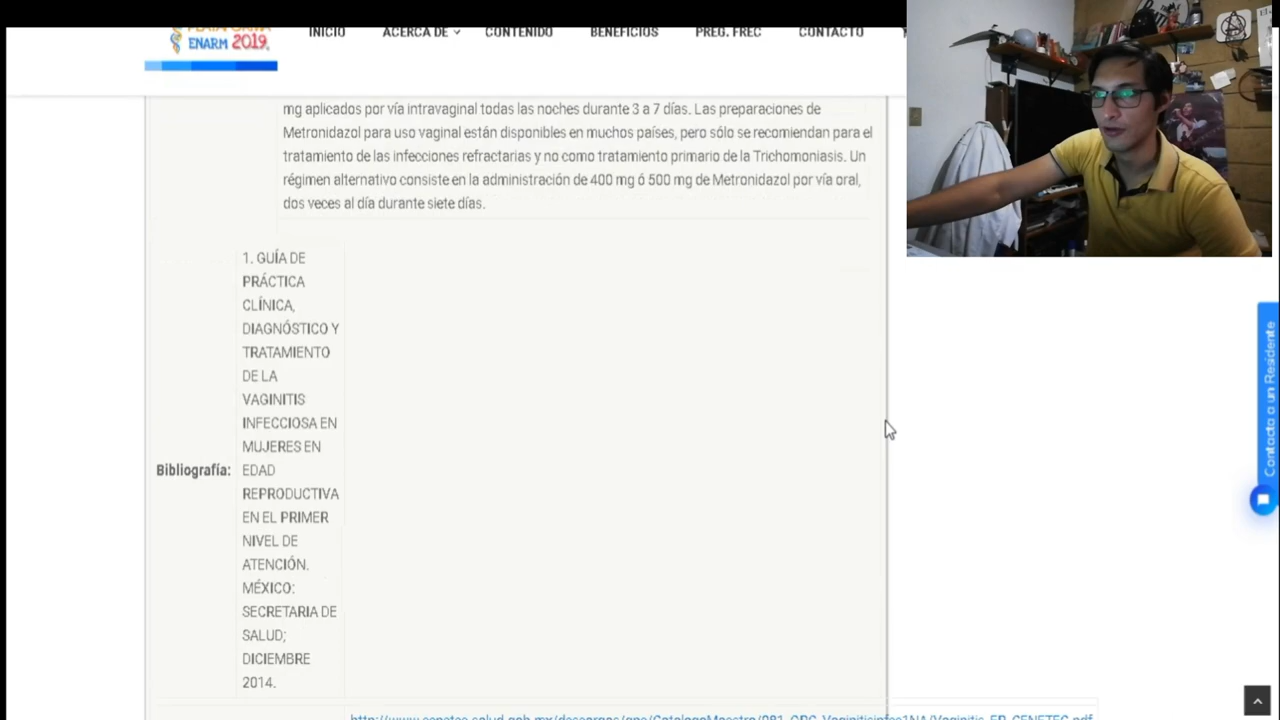 ENARM 2019
INICIO
ACERCA DE
CONTENIDO
BENEFICIOS
PREG. FREC
CONTACTO
mg aplicados por vía intravaginal todas las noches durante 3 a 7 días. Las preparaciones de
Metronidazol para uso vaginal están disponibles en muchos países, pero sólo se recomiendan para el
tratamiento de las infecciones refractarias y no como tratamiento primario de la Trichomoniasis. Un
régimen alternativo consiste en la administración de 400 mg ó 500 mg de Metronidazol por vía oral,
dos veces al día durante siete días.
Bibliografía:
1. GUÍA DE
PRÁCTICA
CLÍNICA,
DIAGNÓSTICO Y
TRATAMIENTO
DE LA
VAGINITIS
INFECCIOSA EN
MUJERES EN
EDAD
REPRODUCTIVA
EN EL PRIMER
NIVEL DE
ATENCIÓN.
MÉXICO:
SECRETARIA DE
SALUD;
DICIEMBRE
2014.
Contacta a un Residente